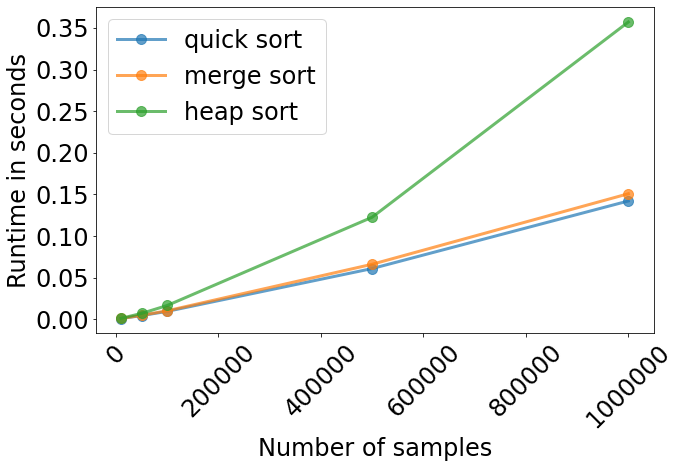 0.35
0.30
0.25
0.20
0.15
0.10
0.05
0.00
Runtime in seconds
quick sort
merge sort
heap sort
0
200000
400000
600000
800000
1000000
Number of samples